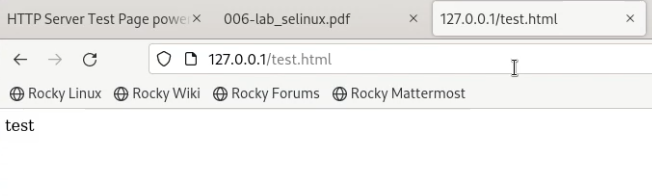 HTTP Server Test Page powe
006-lab_selinux.pdf
127.0.0.1/test.html
127.0.0.1/test.html
Rocky Linux Rocky Wiki Rocky Forums Rocky Mattermost
test